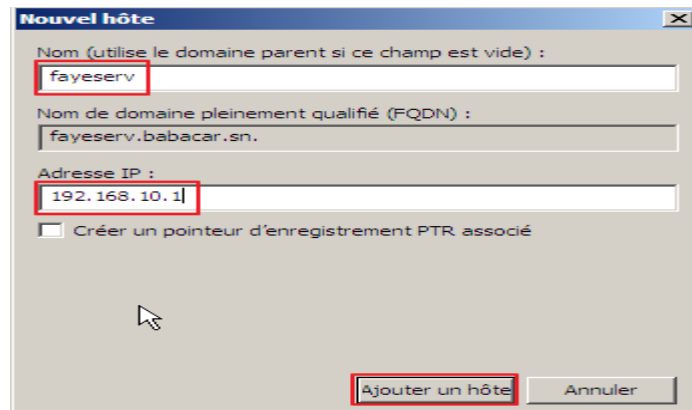 Nouvel hôte
Nom (utilise le domaine parent si ce champ est vide) :
fayeserv
Nom de domaine pleinement qualifié (FQDN) :
fayeserv.babacar.sn.
Adresse IP :
192.168.10.1
Créer un pointeur d'enregistrement PTR associé
Ajouter un hôte Annuler